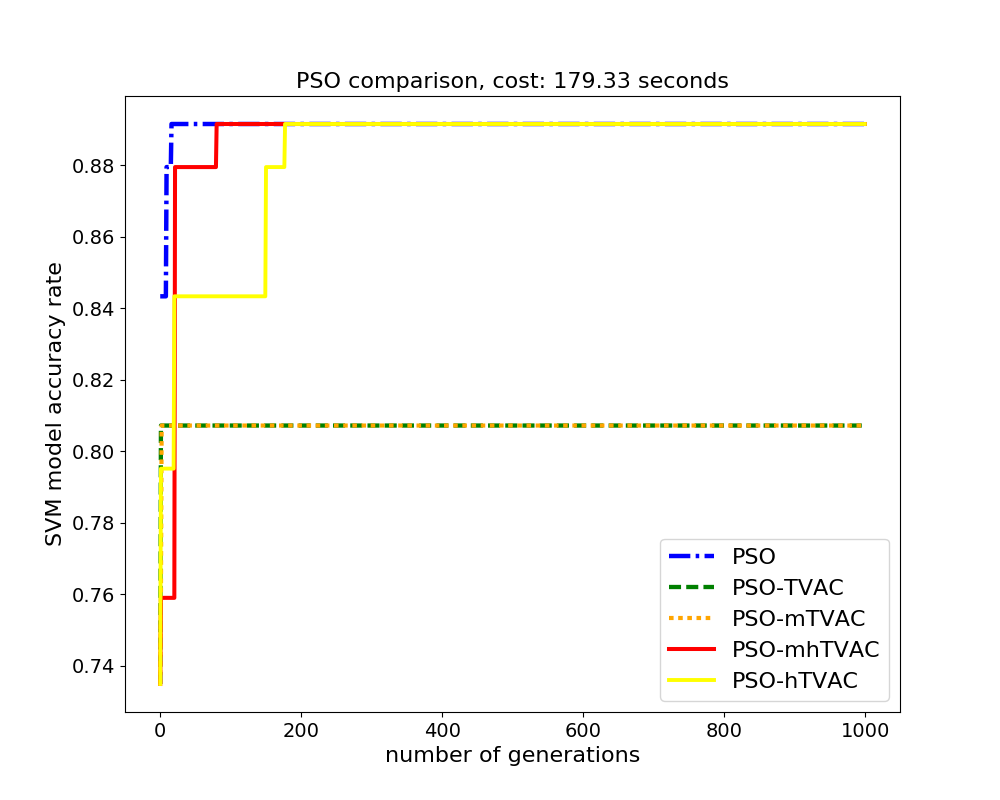 PSO comparison, cost: 179.33 seconds
SVM model accuracy rate
0.88
0.86
0.84
0.82
0.80
0.78
0.76
0.74
PSO
PSO-TVAC
PSO-mTVAC
PSO-mhTVAC
PSO-hTVAC
0 200 400 600 800 1000
number of generations